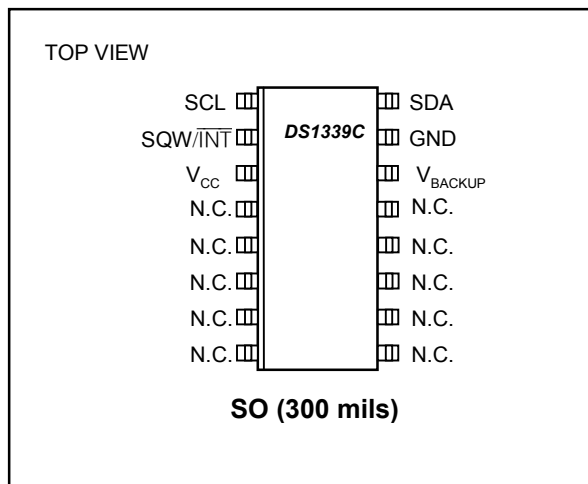 TOP VIEW
SCL DS1339C SDA
SQW/INT GND
VCC VBACKUP
N.C. N.C.
N.C. N.C.
N.C. N.C.
N.C. N.C.
N.C. N.C.
SO (300 mils)